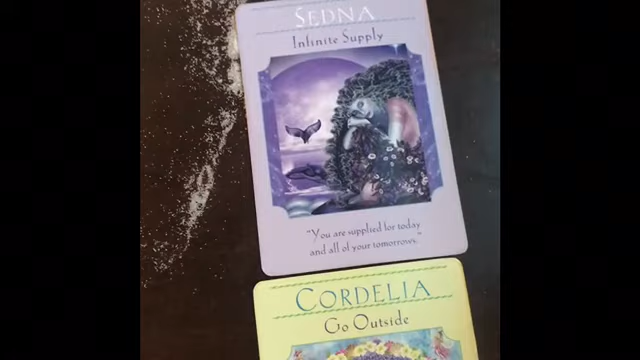 SEDNA
Infinite Supply
"You are supplied for today
and all of your tomorrows."
CORDELIA
Go Outside